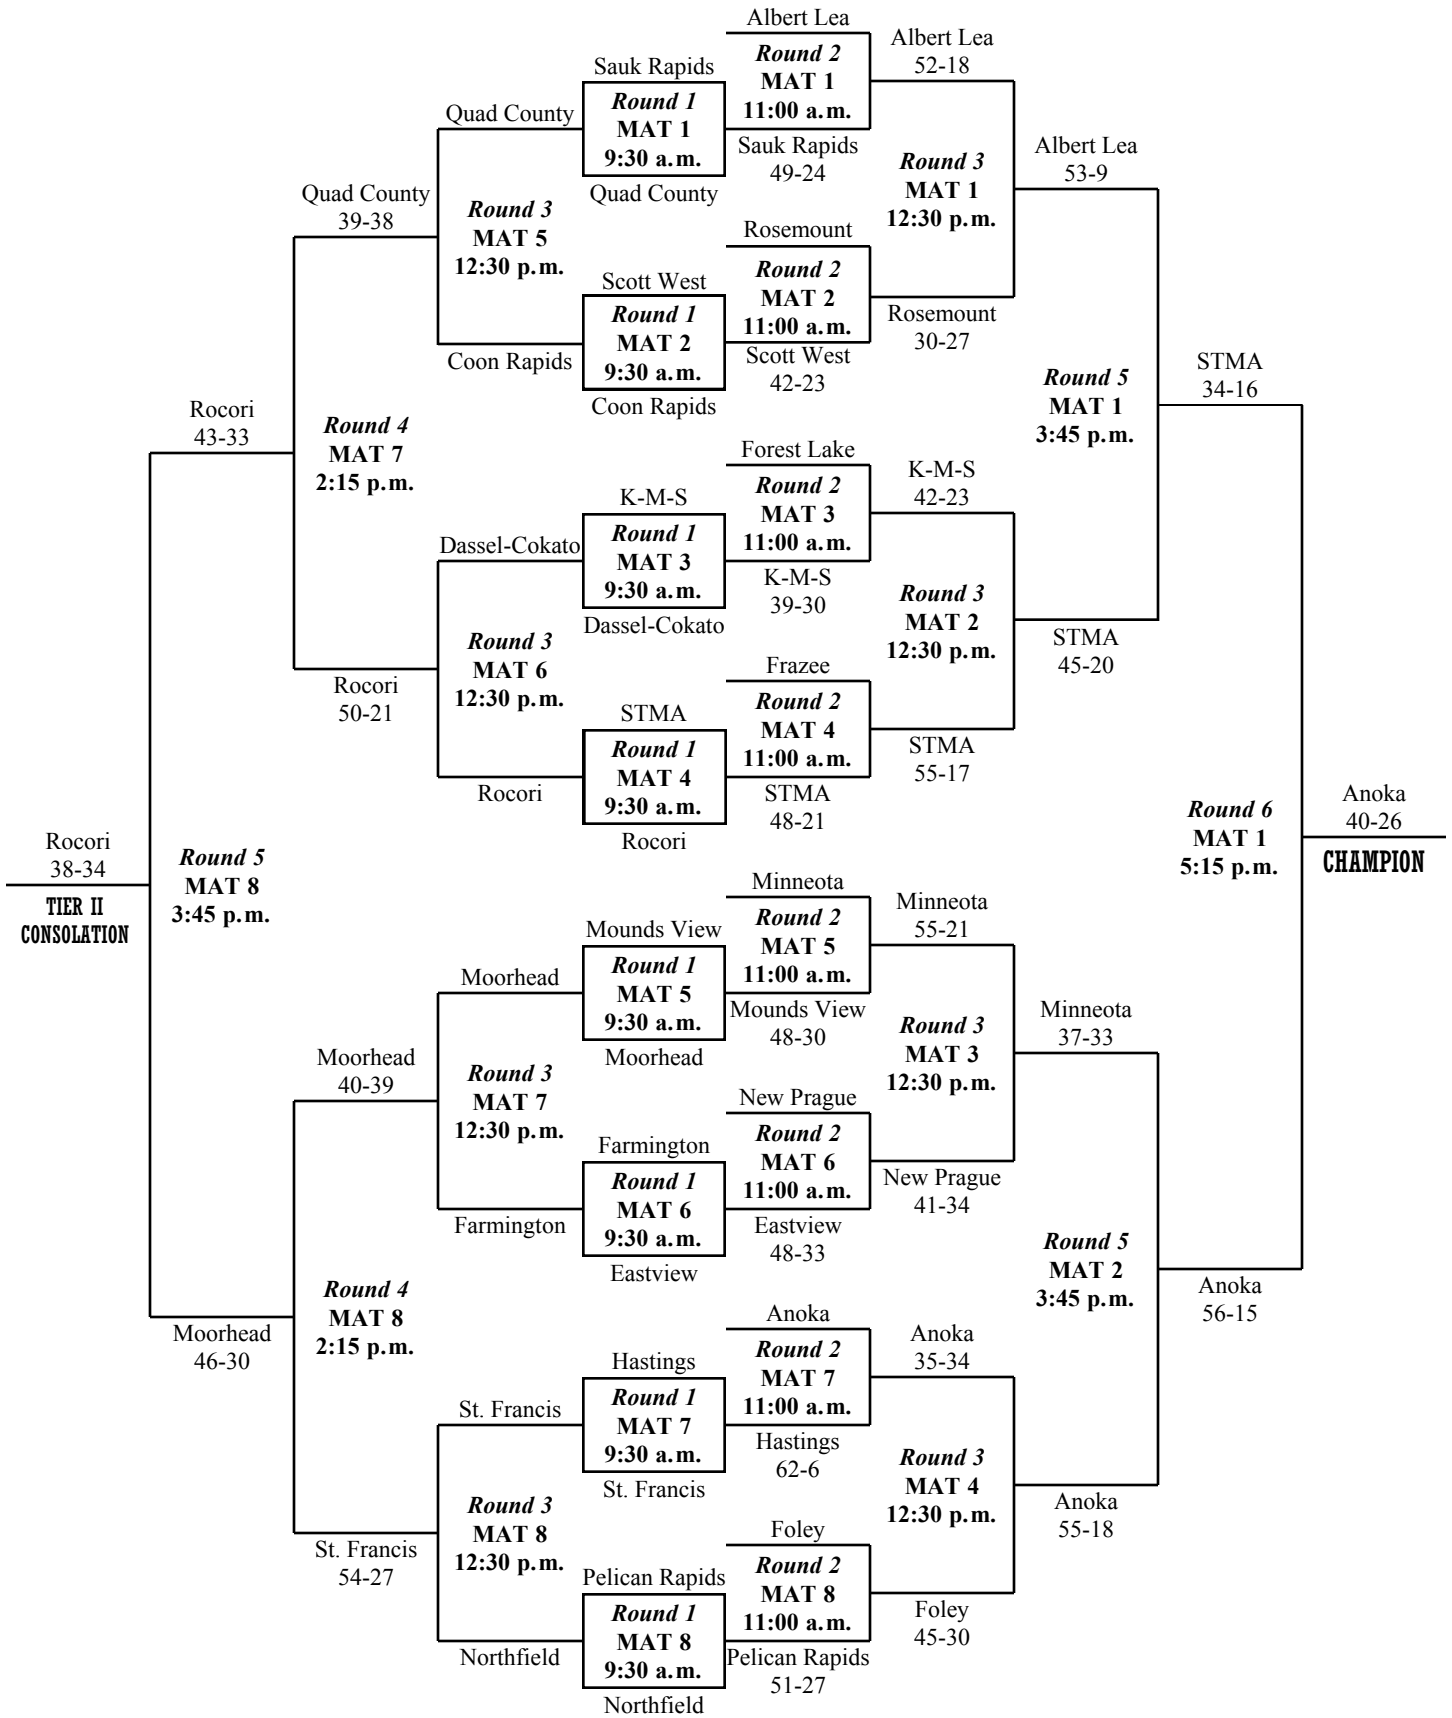 Albert Lea
Round 2
MAT 1
11:00 a.m.
Albert Lea
52-18
Sauk Rapids
Round 1
MAT 1
9:30 a.m.
Quad County
Sauk Rapids
49-24
Quad County
Round 3
MAT 1
12:30 p.m.
Albert Lea
53-9
Quad County
39-38
Round 3
MAT 5
12:30 p.m.
Rosemount
Round 2
MAT 2
11:00 a.m.
Scott West
Round 1
MAT 2
9:30 a.m.
Coon Rapids
Rosemount
30-27
Coon Rapids
Scott West
42-23
Round 5
MAT 1
3:45 p.m.
STMA
34-16
Rocori
43-33
Round 4
MAT 7
2:15 p.m.
Forest Lake
Round 2
MAT 3
11:00 a.m.
K-M-S
42-23
K-M-S
Round 1
MAT 3
9:30 a.m.
Dassel-Cokato
Dassel-Cokato
K-M-S
39-30
Round 3
MAT 2
12:30 p.m.
STMA
45-20
Round 3
MAT 6
12:30 p.m.
Rocori
50-21
Frazee
Round 2
MAT 4
11:00 a.m.
STMA
Round 1
MAT 4
9:30 a.m.
Rocori
STMA
55-17
Rocori
STMA
48-21
Rocori
38-34
TIER II
CONSOLATION
Round 5
MAT 8
3:45 p.m.
Round 6
MAT 1
5:15 p.m.
Anoka
40-26
CHAMPION
Minneota
Round 2
MAT 5
11:00 a.m.
Minneota
55-21
Mounds View
Round 1
MAT 5
9:30 a.m.
Moorhead
Moorhead
Mounds View
48-30
Round 3
MAT 3
12:30 p.m.
Minneota
37-33
Moorhead
40-39
Round 3
MAT 7
12:30 p.m.
New Prague
Round 2
MAT 6
11:00 a.m.
Farmington
Round 1
MAT 6
9:30 a.m.
Eastview
New Prague
41-34
Farmington
Eastview
48-33
Round 5
MAT 2
3:45 p.m.
Anoka
56-15
Round 4
MAT 8
2:15 p.m.
Moorhead
46-30
Anoka
Round 2
MAT 7
11:00 a.m.
Anoka
35-34
Hastings
Round 1
MAT 7
9:30 a.m.
St. Francis
St. Francis
Hastings
62-6
Round 3
MAT 4
12:30 p.m.
Anoka
55-18
Round 3
MAT 8
12:30 p.m.
St. Francis
54-27
Foley
Round 2
MAT 8
11:00 a.m.
Pelican Rapids
Round 1
MAT 8
9:30 a.m.
Northfield
Foley
45-30
Northfield
Pelican Rapids
51-27